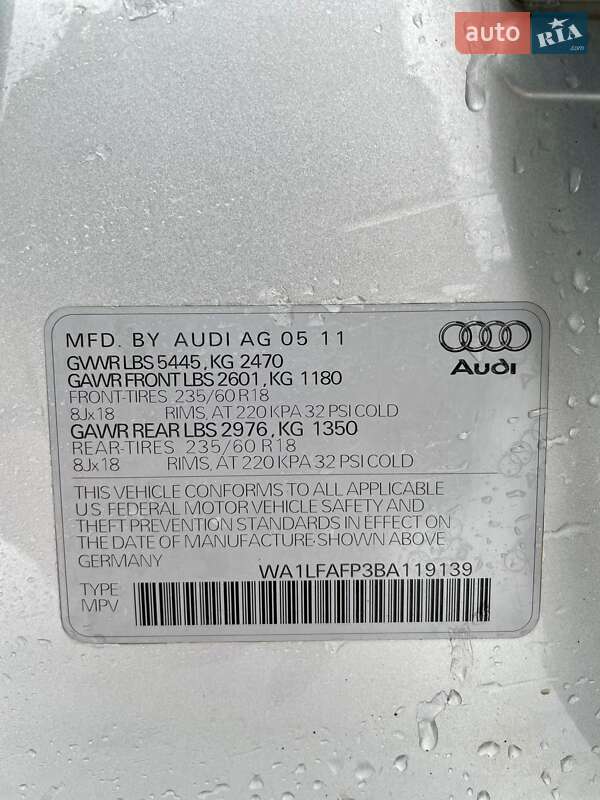 auto RIA.com
MFD. BY AUDI AG 05 11
GVWR LBS 5445, KG 2470
GAWR FRONT LBS 2601, KG 1180
FRONT-TIRES 235/60 R18
8Jx18 RIMS, AT 220 KPA 32 PSI COLD
GAWR REAR LBS 2976, KG 1350
REAR-TIRES 235/60 R18
8Jx18 RIMS, AT 220 KPA 32 PSI COLD
Audi
THIS VEHICLE CONFORMS TO ALL APPLICABLE
U.S. FEDERAL MOTOR VEHICLE SAFETY AND
THEFT PREVENTION STANDARDS IN EFFECT ON
THE DATE OF MANUFACTURE SHOWN ABOVE
GERMANY WA1LFAFP3BA119139
TYPE
MPV